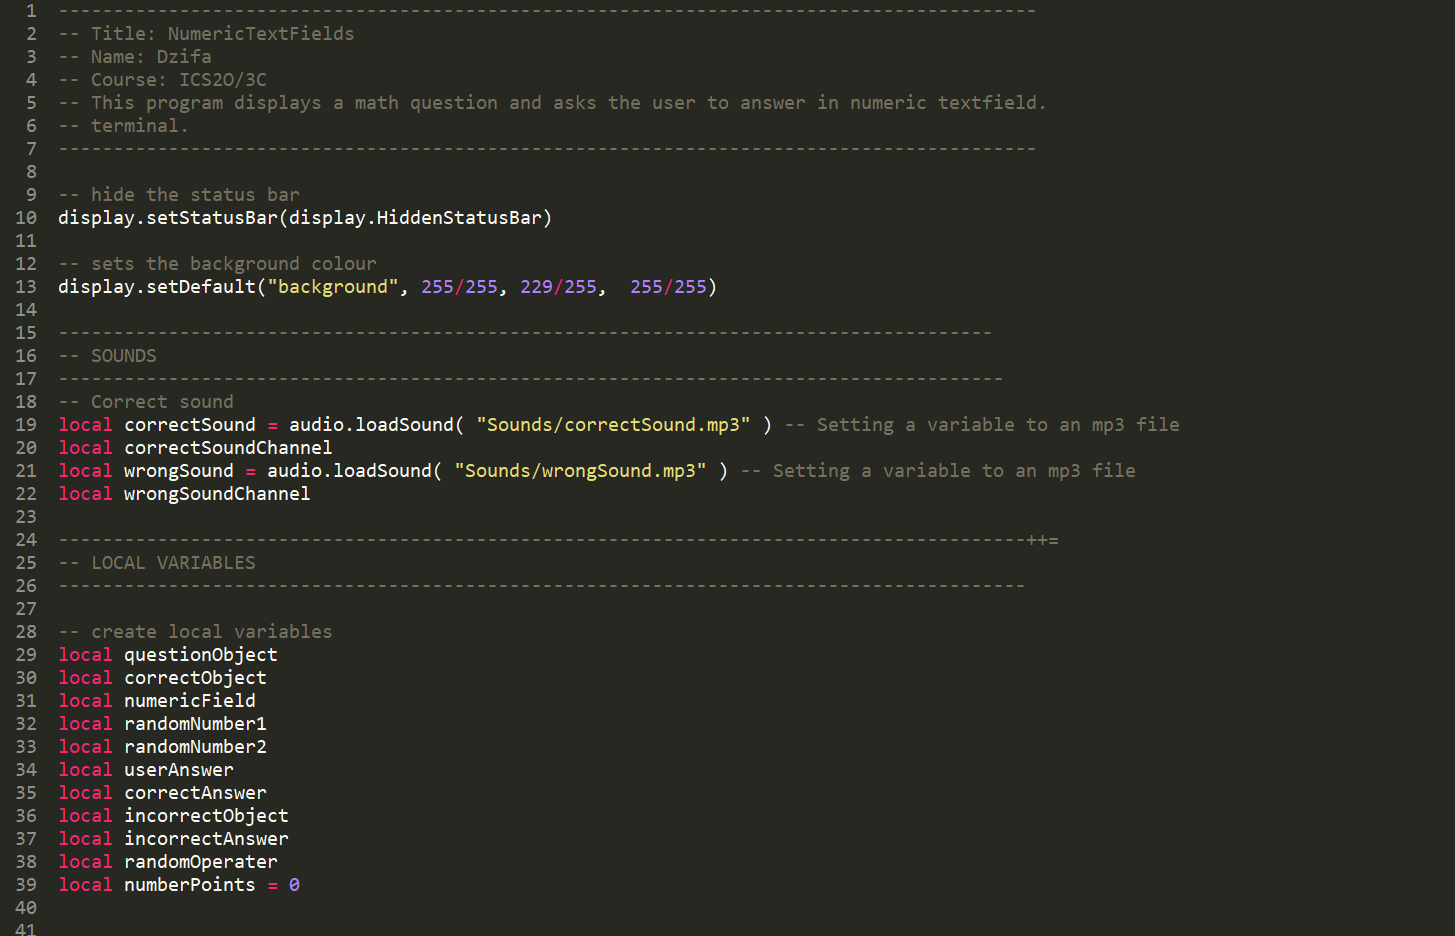 1 -----------------------------------------------------------------------------------------
2 -- Title: NumericTextFields
3 -- Name: Dzifa
4 -- Course: ICS2O/3C
5 -- This program displays a math question and asks the user to answer in numeric textfield.
6 -- terminal.
7 -----------------------------------------------------------------------------------------
8
9 -- hide the status bar
10 display.setStatusBar(display.HiddenStatusBar)
11
12 -- sets the background colour
13 display.setDefault("background", 255/255, 229/255,  255/255)
14
15 -------------------------------------------------------------------------------------
16 -- SOUNDS
17 --------------------------------------------------------------------------------------
18 -- Correct sound
19 local correctSound = audio.loadSound( "Sounds/correctSound.mp3" ) -- Setting a variable to an mp3 file
20 local correctSoundChannel
21 local wrongSound = audio.loadSound( "Sounds/wrongSound.mp3" ) -- Setting a variable to an mp3 file
22 local wrongSoundChannel
23
24 ----------------------------------------------------------------------------------------++=
25 -- LOCAL VARIABLES
26 ----------------------------------------------------------------------------------------
27
28 -- create local variables
29 local questionObject
30 local correctObject
31 local numericField
32 local randomNumber1
33 local randomNumber2
34 local userAnswer
35 local correctAnswer
36 local incorrectObject
37 local incorrectAnswer
38 local randomOperater
39 local numberPoints = 0
40
41